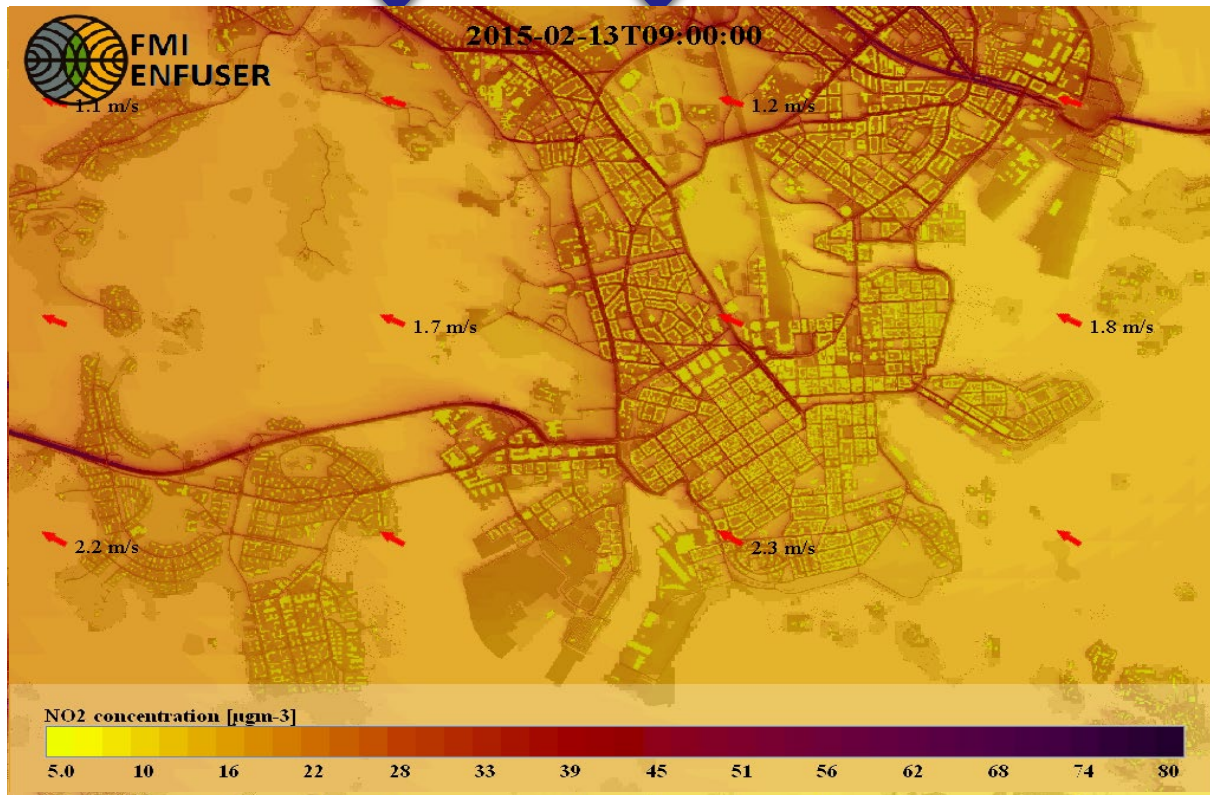 FMI
ENFUSER
2015-02-13T09:00:00
1.1 m/s
1.2 m/s
1.7 m/s
1.8 m/s
2.2 m/s
2.3 m/s
NO2 concentration [µgm-3]
5.0 10 16 22 28 33 39 45 51 56 62 68 74 80